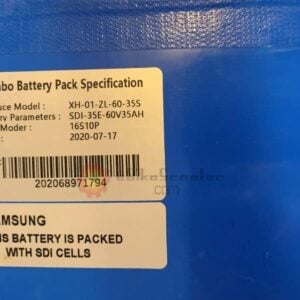 nbo Battery Pack Specification
uce Model : XH-01-ZL-60-35S
ry Parameters : SDI-35E-60V35AH
Moder : 16S10P
2020-07-17
202068971794
AMSUNG
IS BATTERY IS PACKED
WITH SDI CELLS